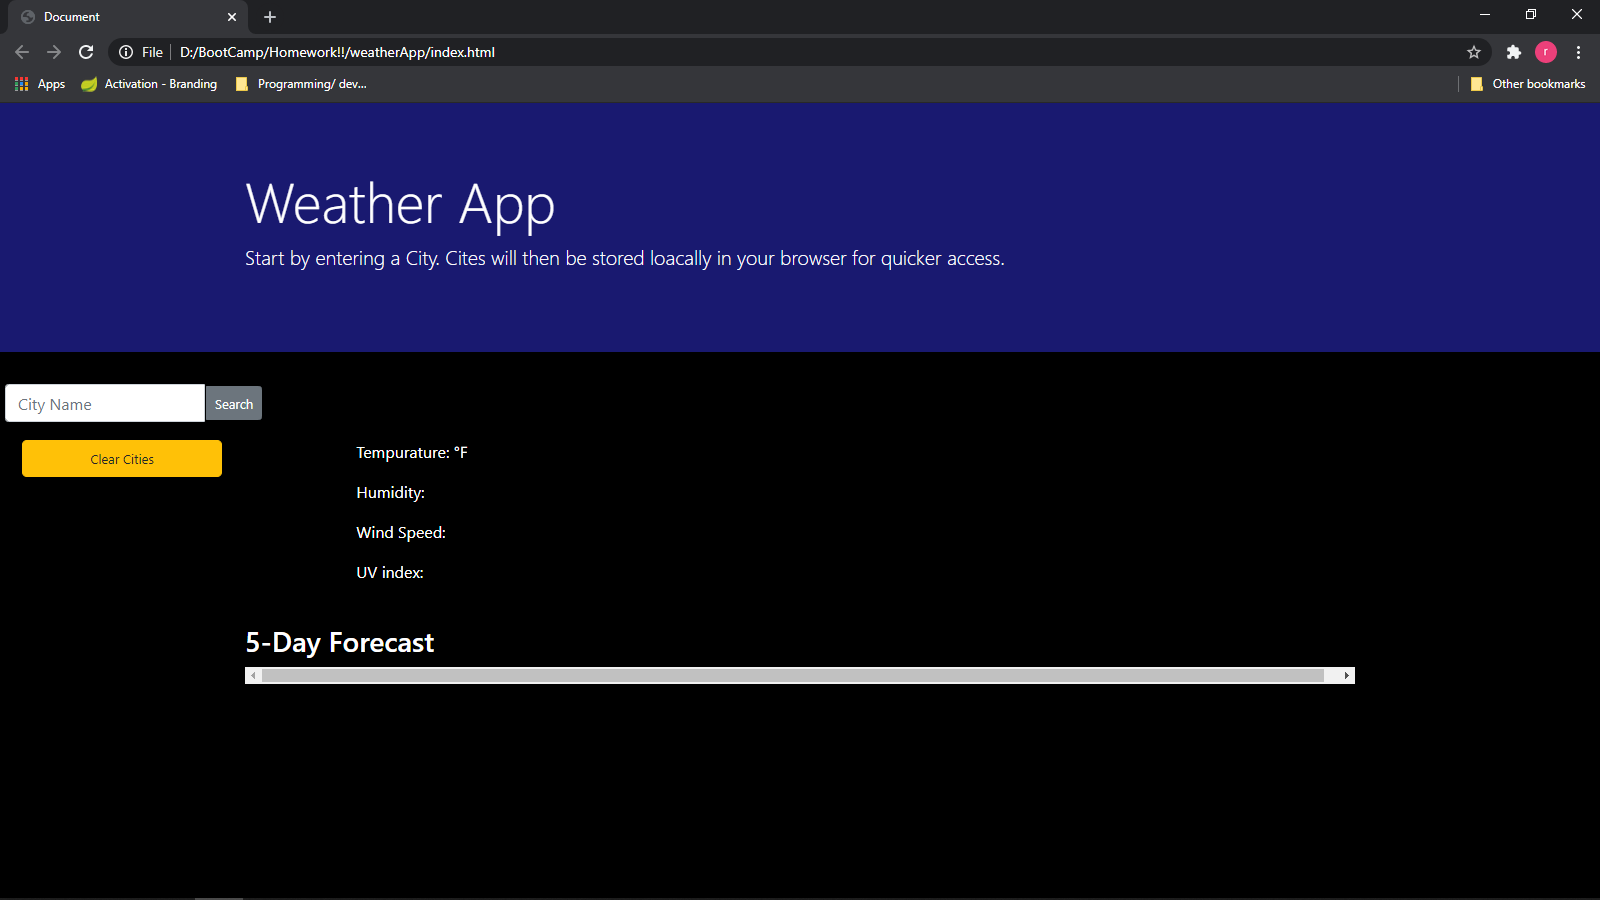 Document
File D:/BootCamp/Homework!!/weatherApp/index.html
r
Apps Activation - Branding Programming/ dev... Other bookmarks
Weather App
Start by entering a City. Cites will then be stored loacally in your browser for quicker access.
City Name Search
Clear Cities
Tempurature: °F
Humidity:
Wind Speed:
UV index:
5-Day Forecast